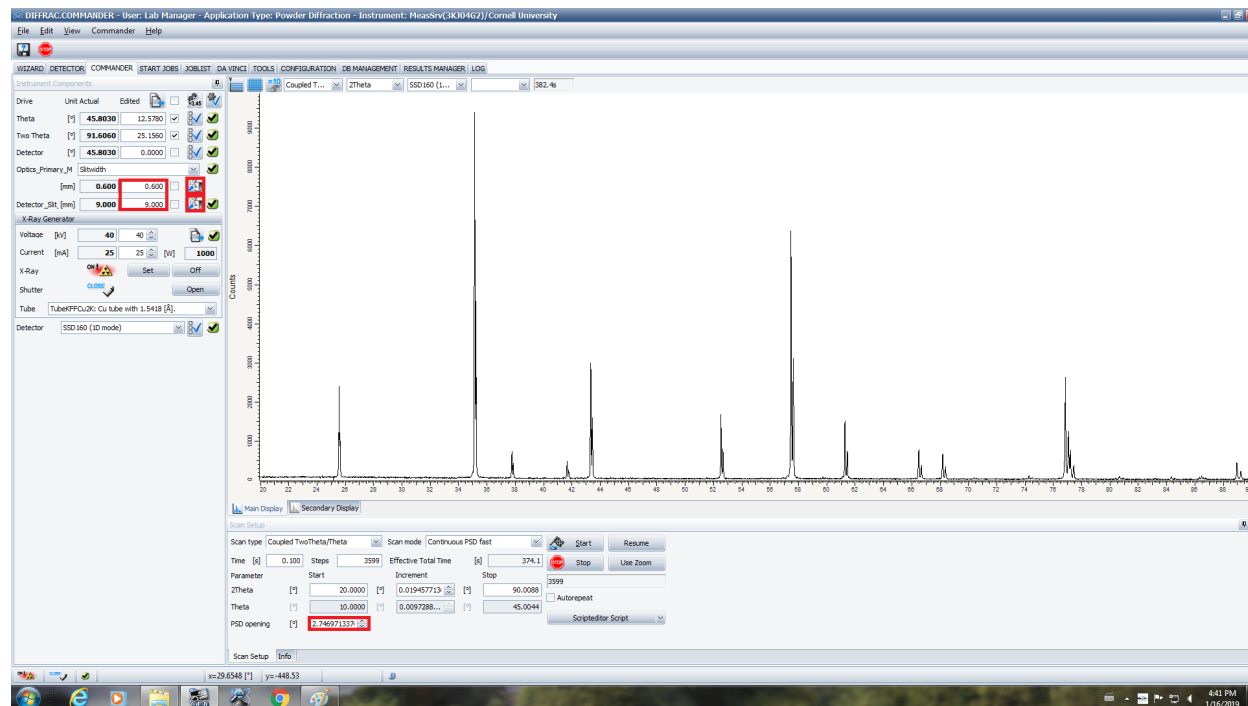 DIFFRAC.COMMANDER - User: Lab Manager - Application Type: Powder Diffraction - Instrument: MeasSrv(3KJ04G2)/Cornell University
File Edit View Commander Help
WIZARD DETECTOR COMMANDER START JOBS JOBLIST DA VINCI TOOLS CONFIGURATION DB MANAGEMENT RESULTS MANAGER LOG
Instrument Components
Coupled T... 2Theta SSD160 (1... 382.4s
Drive Unit Actual Edited
Theta [°] 45.8030 12.5780
Two Theta [°] 91.6060 25.1560
Detector [°] 45.8030 0.0000
Optics_Primary_M Slitwidth
[mm] 0.600 0.600
Detector_Slit_ [mm] 9.000 9.000
X-Ray Generator
Voltage [kV] 40 40
Current [mA] 25 25 [W] 1000
X-Ray ON Set Off
Shutter CLOSE Open
Tube TubeKFFCu2K: Cu tube with 1.5418 [Å].
Detector SSD160 (1D mode)
Counts
9000
8000
7000
6000
5000
4000
3000
2000
1000
0
20 22 24 26 28 30 32 34 36 38 40 42 44 46 48 50 52 54 56 58 60 62 64 66 68 70 72 74 76 78 80 82 84 86 88
Main Display Secondary Display
Scan Setup
Scan type Coupled TwoTheta/Theta Scan mode Continuous PSD fast Start Resume
Time [s] 0.100 Steps 3599 Effective Total Time [s] 374.1 STOP Stop Use Zoom
Parameter Start Increment Stop
3599
2Theta [°] 20.0000 [°] 0.019457713 [°] 90.0088
Autorepeat
Theta [°] 10.0000 [°] 0.0097288... [°] 45.0044
Scripteditor Script
PSD opening [°] 2.746971337
Scan Setup Info
x=29.6548 [°] y=-448.53
4:41 PM
1/16/2019